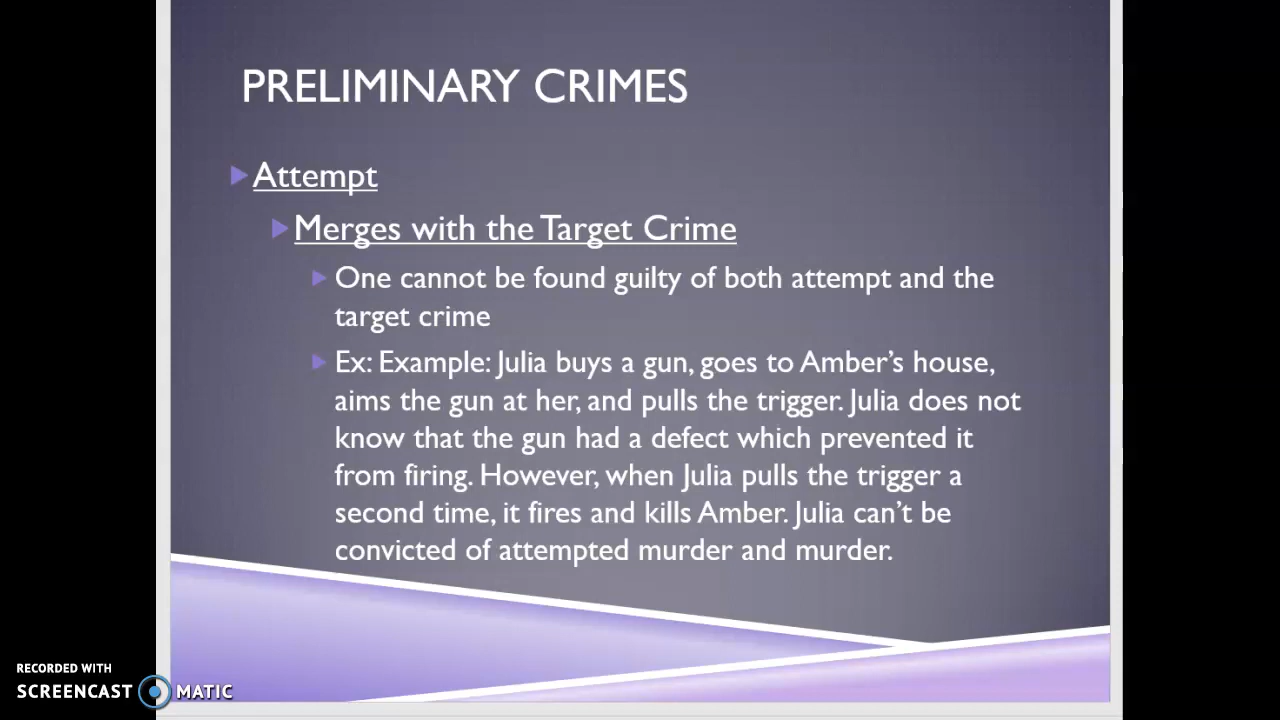 PRELIMINARY CRIMES
Attempt
Merges with the Target Crime
One cannot be found guilty of both attempt and the
target crime
Ex: Example: Julia buys a gun, goes to Amber's house,
aims the gun at her, and pulls the trigger. Julia does not
know that the gun had a defect which prevented it
from firing. However, when Julia pulls the trigger a
second time, it fires and kills Amber. Julia can't be
convicted of attempted murder and murder.
RECORDED WITH
SCREENCAST MATIC